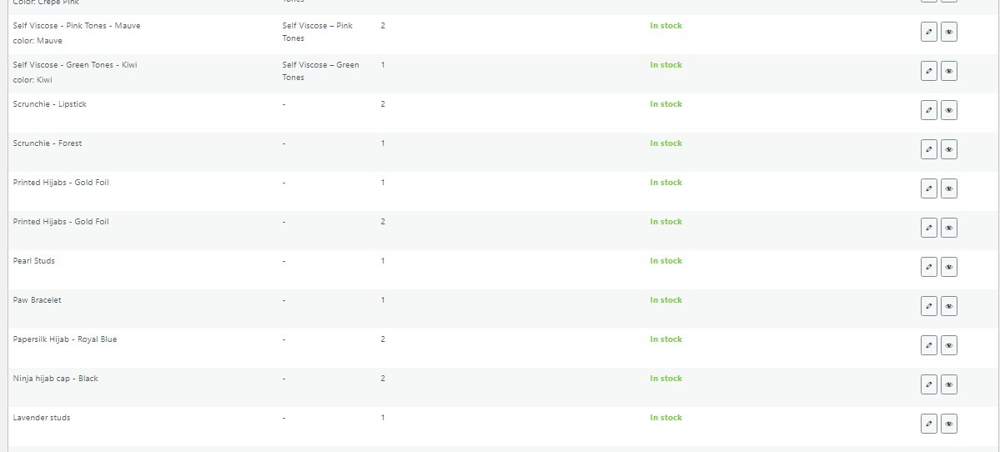 Color: Crepe Pink
Tones
Self Viscose - Pink Tones - Mauve
color: Mauve
Self Viscose – Pink
Tones
2
In stock
Self Viscose - Green Tones - Kiwi
color: Kiwi
Self Viscose – Green
Tones
1
In stock
Scrunchie - Lipstick
-
2
In stock
Scrunchie - Forest
-
1
In stock
Printed Hijabs - Gold Foil
-
1
In stock
Printed Hijabs - Gold Foil
-
2
In stock
Pearl Studs
-
1
In stock
Paw Bracelet
-
1
In stock
Papersilk Hijab - Royal Blue
-
2
In stock
Ninja hijab cap - Black
-
2
In stock
Lavender studs
-
1
In stock